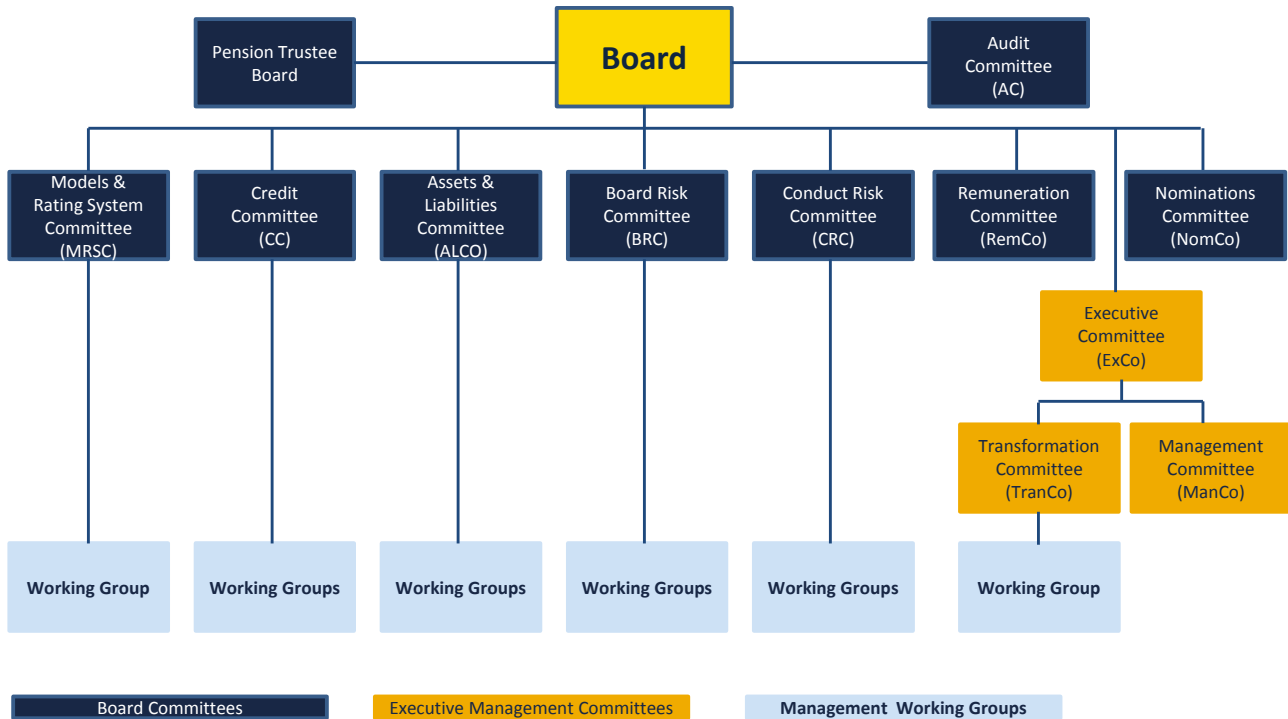 Pension Trustee
Board
Board
Audit
Committee
(AC)
Models &
Rating System
Committee
(MRSC)
Credit
Committee
(CC)
Assets &
Liabilities
Committee
(ALCO)
Board Risk
Committee
(BRC)
Conduct Risk
Committee
(CRC)
Remuneration
Committee
(RemCo)
Nominations
Committee
(NomCo)
Executive
Committee
(ExCo)
Transformation
Committee
(TranCo)
Management
Committee
(ManCo)
Working Group
Working Groups
Working Groups
Working Groups
Working Groups
Working Group
Board Committees
Executive Management Committees
Management Working Groups